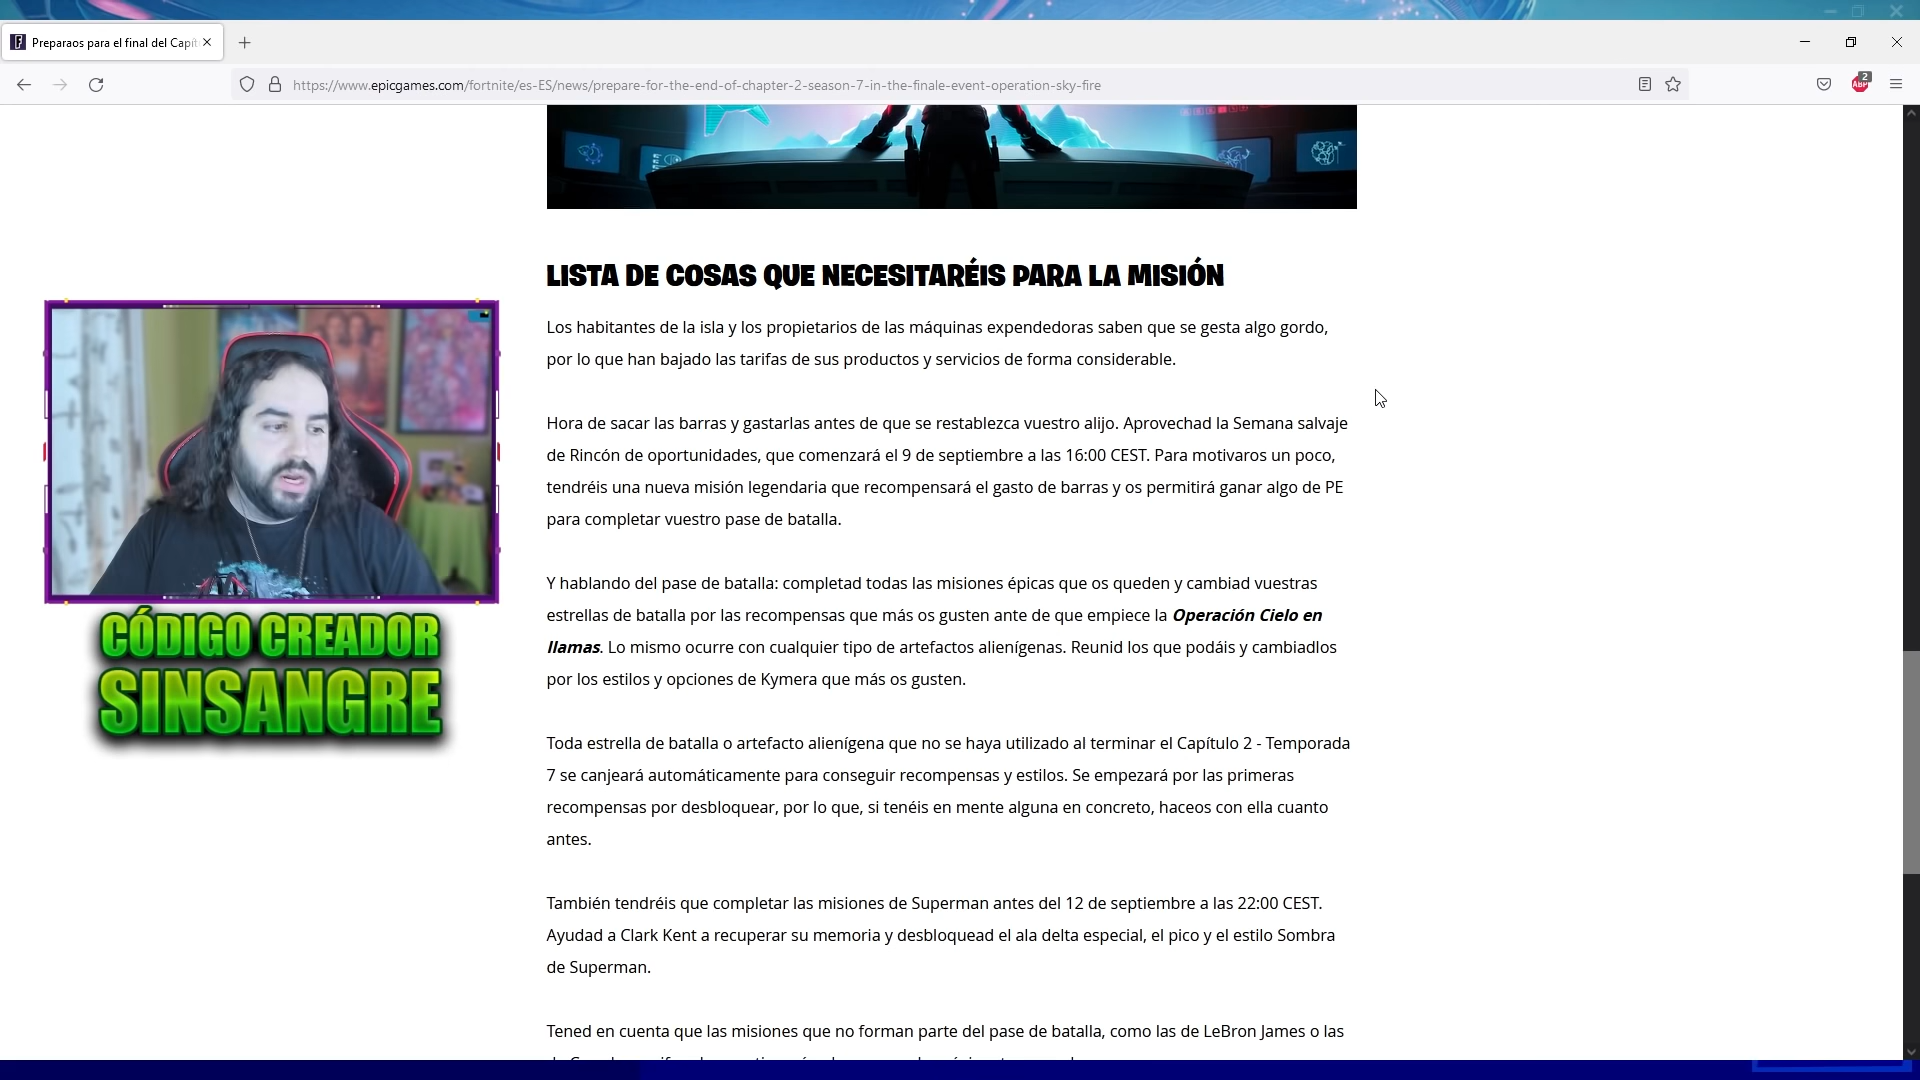 Preparaos para el final del Capít
2
https://www.epicgames.com/fortnite/es-ES/news/prepare-for-the-end-of-chapter-2-season-7-in-the-finale-event-operation-sky-fire
ABP
LISTA DE COSAS QUE NECESITARÉIS PARA LA MISIÓN
Los habitantes de la isla y los propietarios de las máquinas expendedoras saben que se gesta algo gordo,
por lo que han bajado las tarifas de sus productos y servicios de forma considerable.
Hora de sacar las barras y gastarlas antes de que se restablezca vuestro alijo. Aprovechad la Semana salvaje
de Rincón de oportunidades, que comenzará el 9 de septiembre a las 16:00 CEST. Para motivaros un poco,
tendréis una nueva misión legendaria que recompensará el gasto de barras y os permitirá ganar algo de PE
para completar vuestro pase de batalla.
Y hablando del pase de batalla: completad todas las misiones épicas que os queden y cambiad vuestras
estrellas de batalla por las recompensas que más os gusten ante de que empiece la Operación Cielo en
llamas. Lo mismo ocurre con cualquier tipo de artefactos alienígenas. Reunid los que podáis y cambiadlos
por los estilos y opciones de Kymera que más os gusten.
Toda estrella de batalla o artefacto alienígena que no se haya utilizado al terminar el Capítulo 2 - Temporada
7 se canjeará automáticamente para conseguir recompensas y estilos. Se empezará por las primeras
recompensas por desbloquear, por lo que, si tenéis en mente alguna en concreto, haceos con ella cuanto
antes.
También tendréis que completar las misiones de Superman antes del 12 de septiembre a las 22:00 CEST.
Ayudad a Clark Kent a recuperar su memoria y desbloquead el ala delta especial, el pico y el estilo Sombra
de Superman.
Tened en cuenta que las misiones que no forman parte del pase de batalla, como las de LeBron James o las
CÓDIGO CREADOR
SINSANGRE